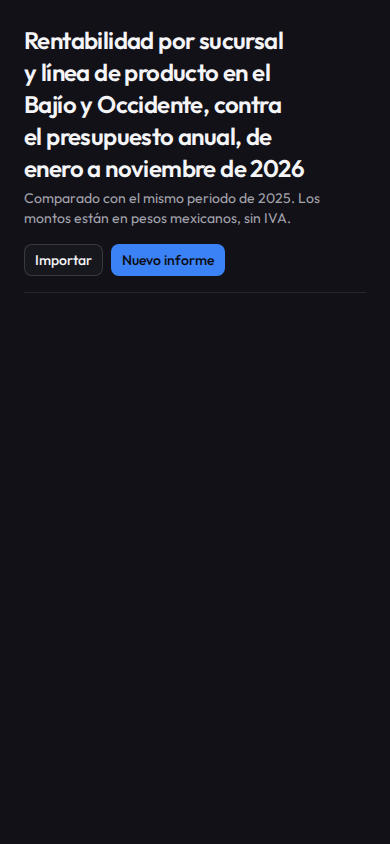 Rentabilidad por sucursal
y línea de producto en el
Bajío y Occidente, contra
el presupuesto anual, de
enero a noviembre de 2026
Comparado con el mismo periodo de 2025. Los
montos están en pesos mexicanos, sin IVA.
Importar
Nuevo informe